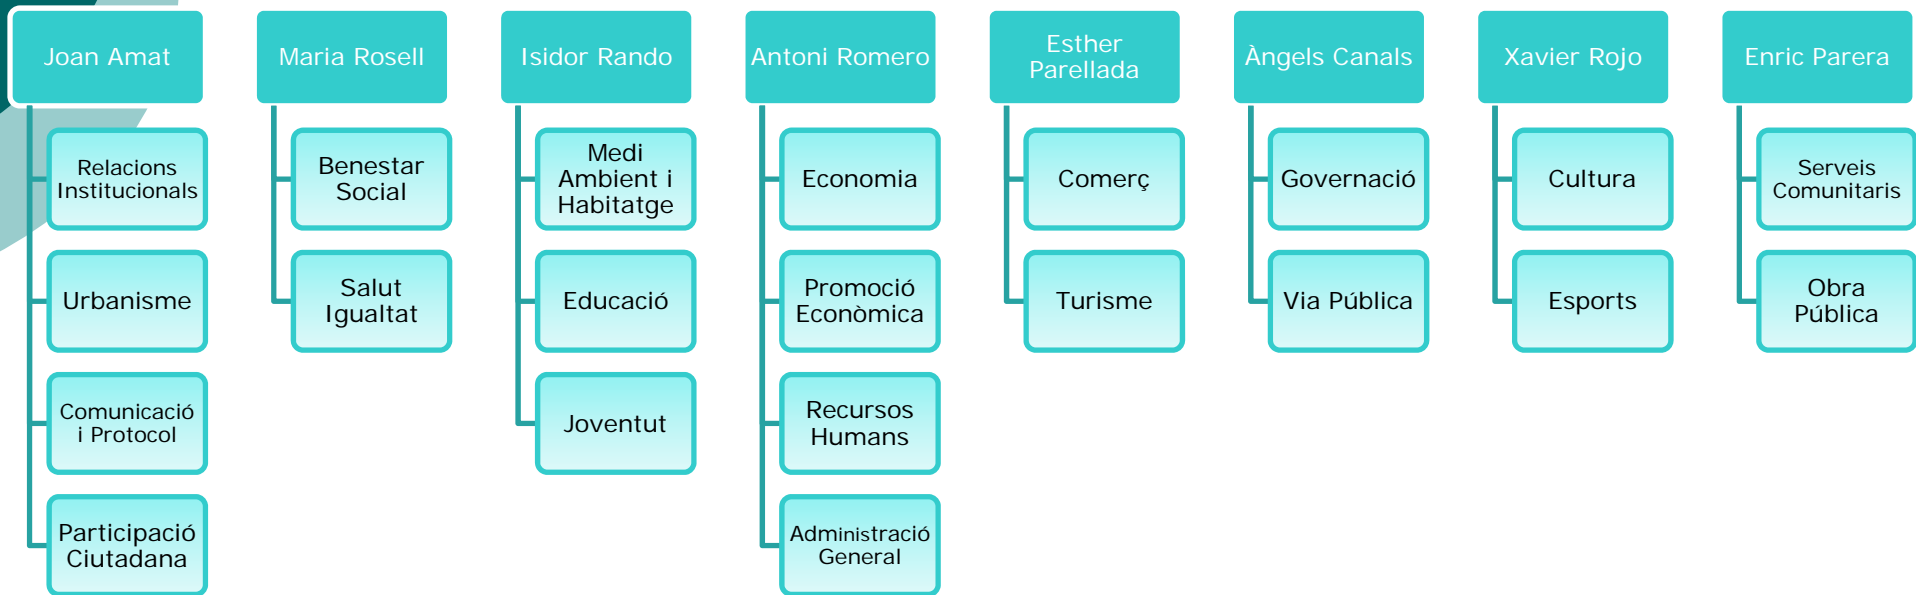 Joan Amat
Relacions
Institucionals
Urbanisme
Comunicació
i Protocol
Participació
Ciutadana
Maria Rosell
Benestar
Social
Salut
Igualtat
Isidor Rando
Medi
Ambient i
Habitatge
Educació
Joventut
Antoni Romero
Economia
Promoció
Econòmica
Recursos
Humans
Administració
General
Esther
Parellada
Comerç
Turisme
Àngels Canals
Governació
Via Pública
Xavier Rojo
Cultura
Esports
Enric Parera
Serveis
Comunitaris
Obra
Pública